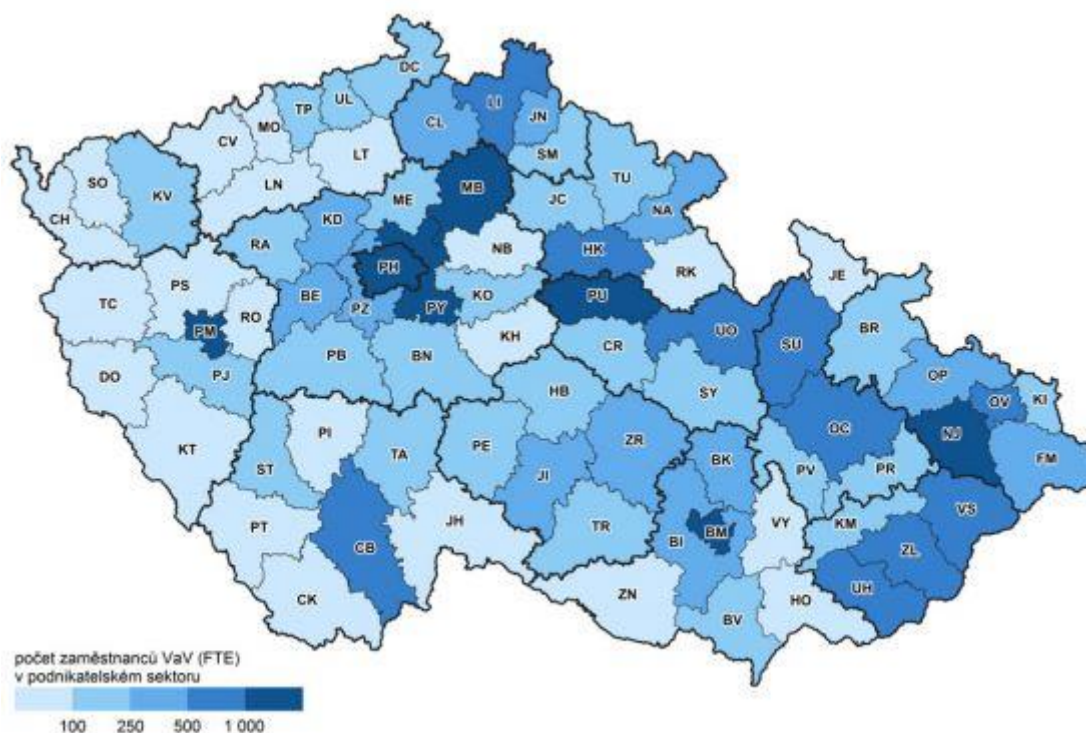 DC
LI
TP
UL
MO
CL
JN
CV
LT
SM
SO
LN
MB
TU
KV
ME
JC
CH
KD
NA
RA
NB
HK
PH
RK
JE
PS
BE
KO
PU
TC
PZ
PY
RO
UO
BR
PM
KH
SU
PB
BN
CR
OP
DO
PJ
HB
SY
OV
KI
PI
OC
NJ
KT
ST
TA
PE
ZR
BK
FM
JI
PV
PR
PT
JH
TR
BI
BM
VY
KM
VS
CB
ZL
CK
ZN
HO
UH
BV
počet zaměstnanců VaV (FTE)
v podnikatelském sektoru
100 250 500 1 000